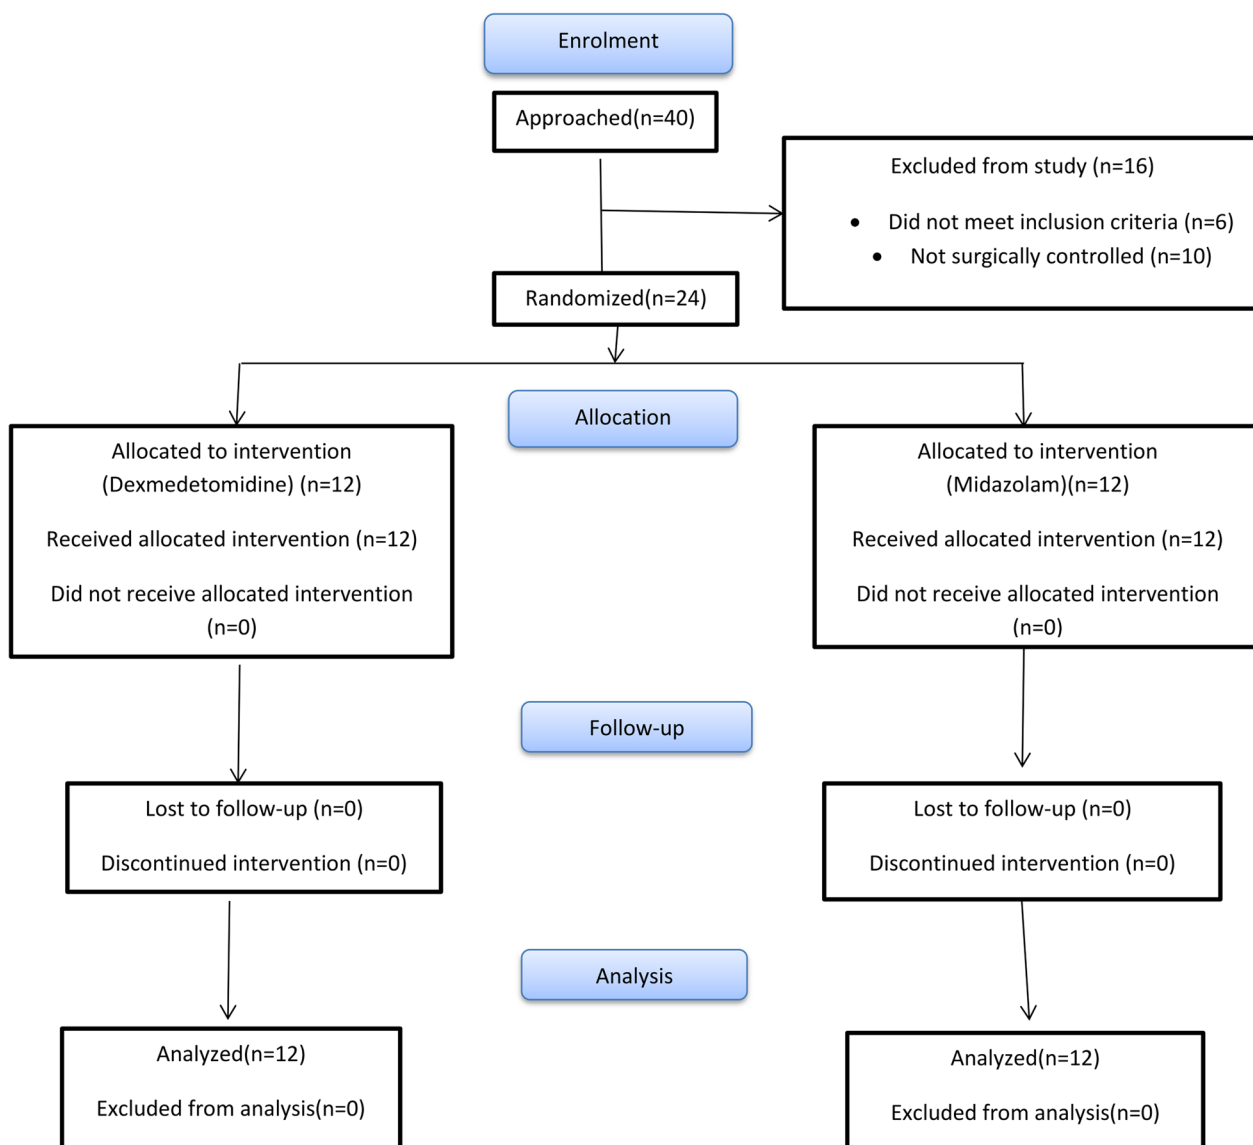 Enrolment
Approached(n=40)
Excluded from study (n=16)
• Did not meet inclusion criteria (n=6)
• Not surgically controlled (n=10)
Randomized(n=24)
Allocation
Allocated to intervention
(Dexmedetomidine) (n=12)
Received allocated intervention (n=12)
Did not receive allocated intervention
(n=0)
Allocated to intervention
(Midazolam)(n=12)
Received allocated intervention (n=12)
Did not receive allocated intervention
(n=0)
Follow-up
Lost to follow-up (n=0)
Discontinued intervention (n=0)
Lost to follow-up (n=0)
Discontinued intervention (n=0)
Analysis
Analyzed(n=12)
Excluded from analysis(n=0)
Analyzed(n=12)
Excluded from analysis(n=0)